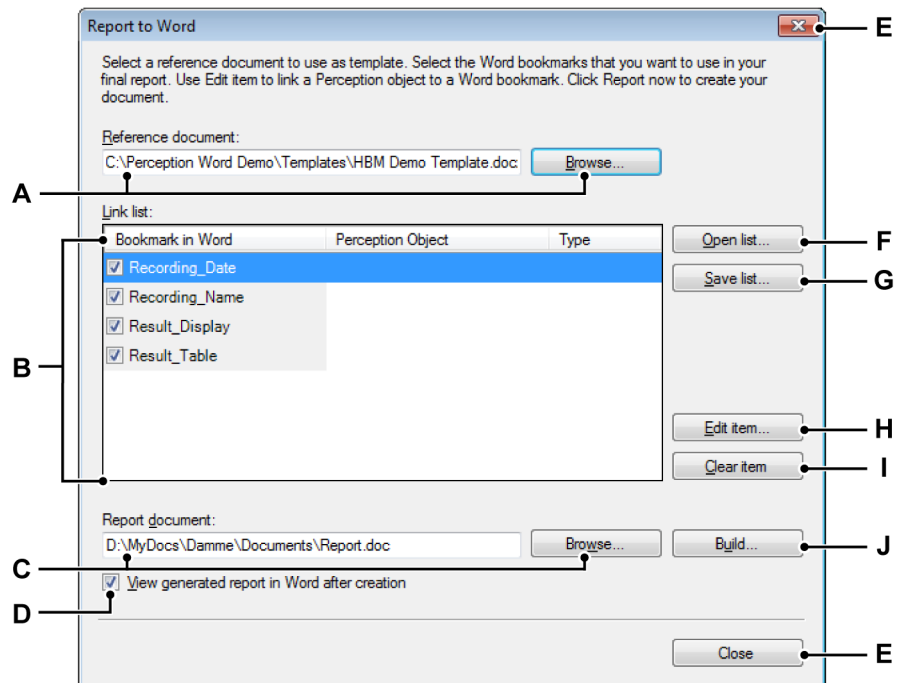 Report to Word
E
Select a reference document to use as template. Select the Word bookmarks that you want to use in your
final report. Use Edit item to link a Perception object to a Word bookmark. Click Report now to create your
document.
Reference document:
C:\Perception Word Demo\Templates\HBM Demo Template.doc
Browse...
A
Link list:
Bookmark in Word Perception Object Type
Open list...
F
Recording_Date
Save list...
G
Recording_Name
Result_Display
Result_Table
B
Edit item...
H
Clear item
I
Report document:
D:\MyDocs\Damme\Documents\Report.doc
Browse...
Build...
J
C
View generated report in Word after creation
D
Close
E